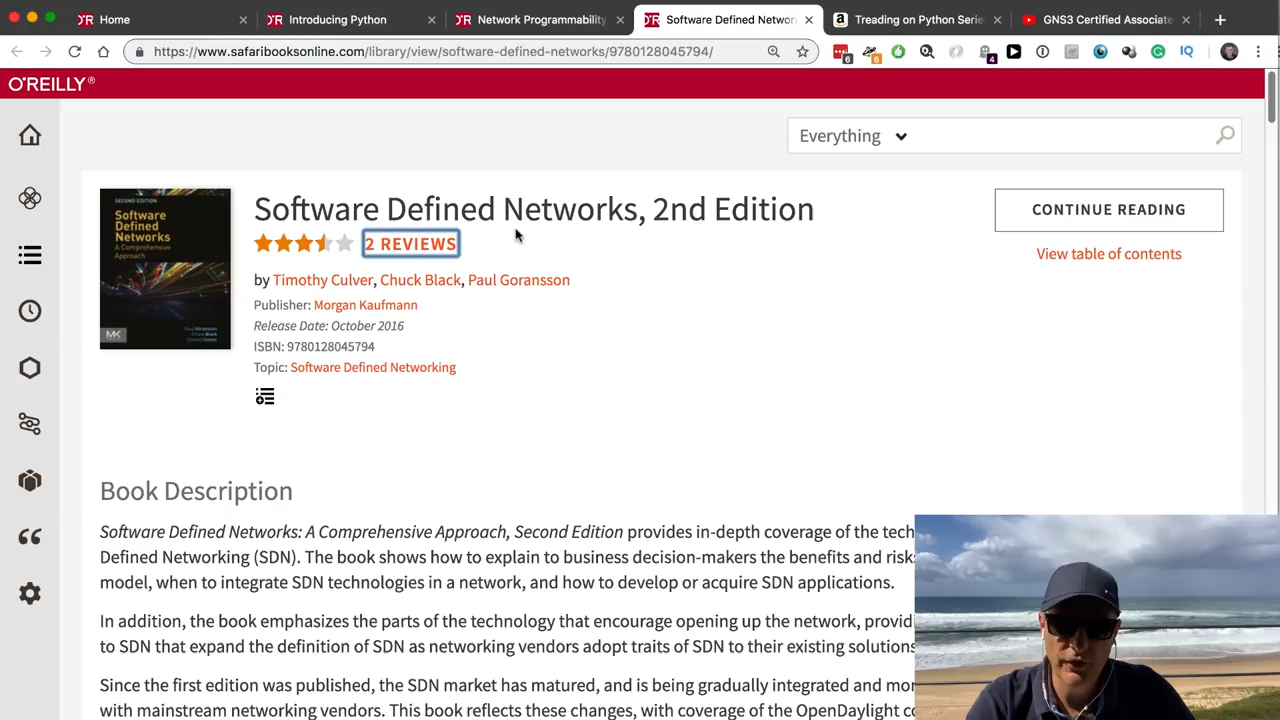 Home
Introducing Python
Network Programmability
Software Defined Networ
Treading on Python Serie
GNS3 Certified Associate
https://www.safaribooksonline.com/library/view/software-defined-networks/9780128045794/
6
6
4
IQ
O'REILLY®
Everything
SECOND EDITION
Software
Defined
Networks
A Comprehensive
Approach
MK
Software Defined Networks, 2nd Edition
2 REVIEWS
by Timothy Culver, Chuck Black, Paul Goransson
Publisher: Morgan Kaufmann
Release Date: October 2016
ISBN: 9780128045794
Topic: Software Defined Networking
CONTINUE READING
View table of contents
Book Description
Software Defined Networks: A Comprehensive Approach, Second Edition provides in-depth coverage of the tech
Defined Networking (SDN). The book shows how to explain to business decision-makers the benefits and risks
model, when to integrate SDN technologies in a network, and how to develop or acquire SDN applications.
In addition, the book emphasizes the parts of the technology that encourage opening up the network, provid
to SDN that expand the definition of SDN as networking vendors adopt traits of SDN to their existing solutions
Since the first edition was published, the SDN market has matured, and is being gradually integrated and mor
with mainstream networking vendors. This book reflects these changes, with coverage of the OpenDaylight co